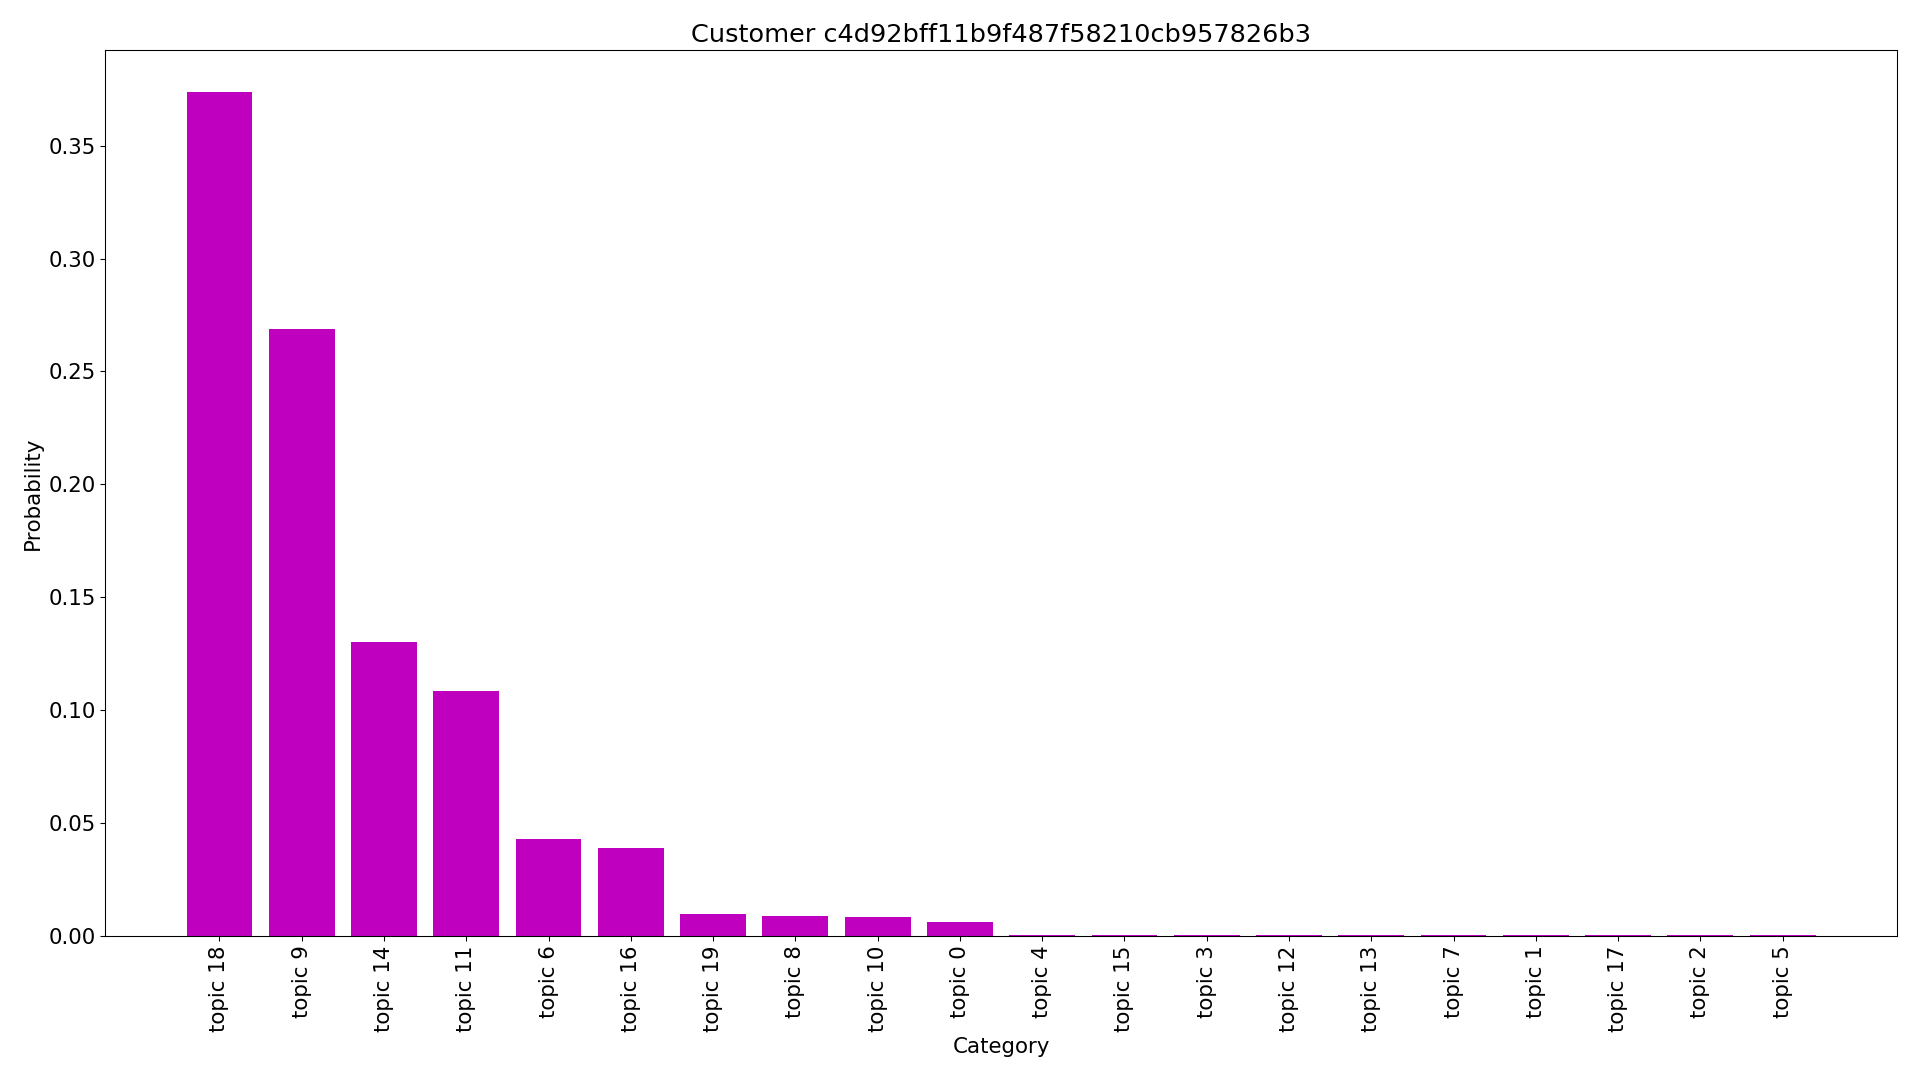 Customer c4d92bff11b9f487f58210cb957826b3
Probability
0.35
0.30
0.25
0.20
0.15
0.10
0.05
0.00
topic 18
topic 9
topic 14
topic 11
topic 6
topic 16
topic 19
topic 8
topic 10
topic 0
topic 4
topic 15
topic 3
topic 12
topic 13
topic 7
topic 1
topic 17
topic 2
topic 5
Category